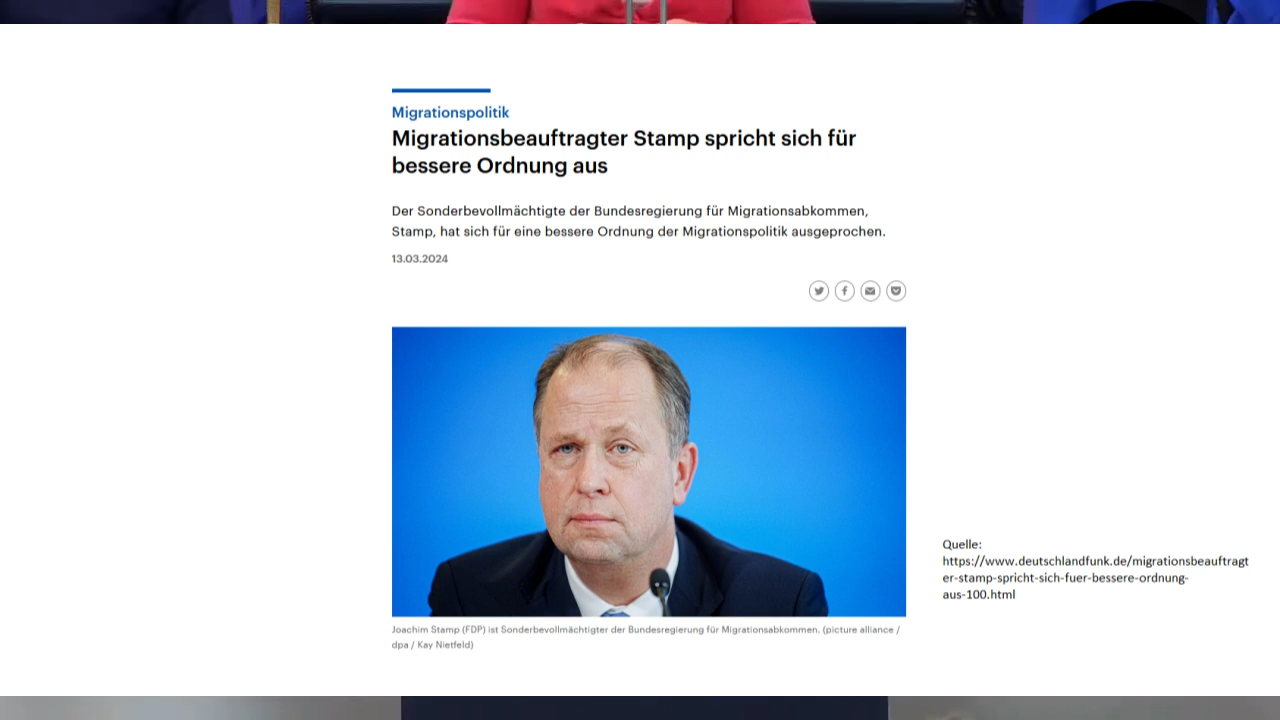 Migrationspolitik
Migrationsbeauftragter Stamp spricht sich für
bessere Ordnung aus
Der Sonderbevollmächtigte der Bundesregierung für Migrationsabkommen,
Stamp, hat sich für eine bessere Ordnung der Migrationspolitik ausgeprochen.
13.03.2024
Joachim Stamp (FDP) ist Sonderbevollmächtigter der Bundesregierung für Migrationsabkommen. (picture alliance /
dpa / Kay Nietfeld)
Quelle:
https://www.deutschlandfunk.de/migrationsbeauftragt
er-stamp-spricht-sich-fuer-bessere-ordnung-
aus-100.html